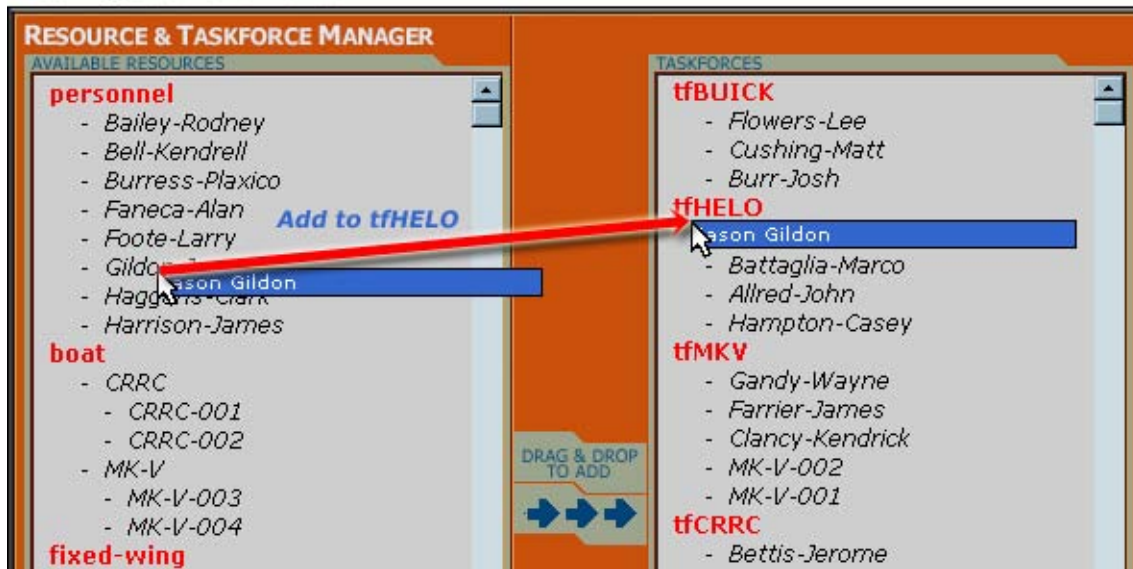 RESOURCE & TASKFORCE MANAGER
AVAILABLE RESOURCES
personnel
- Bailey-Rodney
- Bell-Kendrell
- Burress-Plaxico
- Faneca-Alan
- Foote-Larry
- Harrison-James
boat
- CRRC
- CRRC-001
- CRRC-002
- MK-V
- MK-V-003
- MK-V-004
fixed-wing
Add to tfHELO
Gildon
DRAG & DROP
TO ADD
TASKFORCES
tfBUICK
- Flowers-Lee
- Cushing-Matt
- Burr-Josh
tfHELO
Gildon
- Battaglia-Marco
- Allred-John
- Hampton-Casey
tfMKV
- Gandy-Wayne
- Farrier-James
- Clancy-Kendrick
- MK-V-002
- MK-V-001
tfCRRC
- Bettis-Jerome